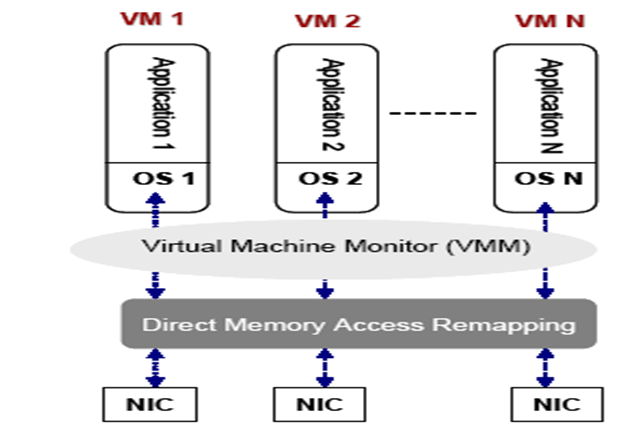 VM 1
VM 2
VM N
Application 1
Application 2
Application N
OS 1
OS 2
OS N
Virtual Machine Monitor (VMM)
Direct Memory Access Remapping
NIC
NIC
NIC